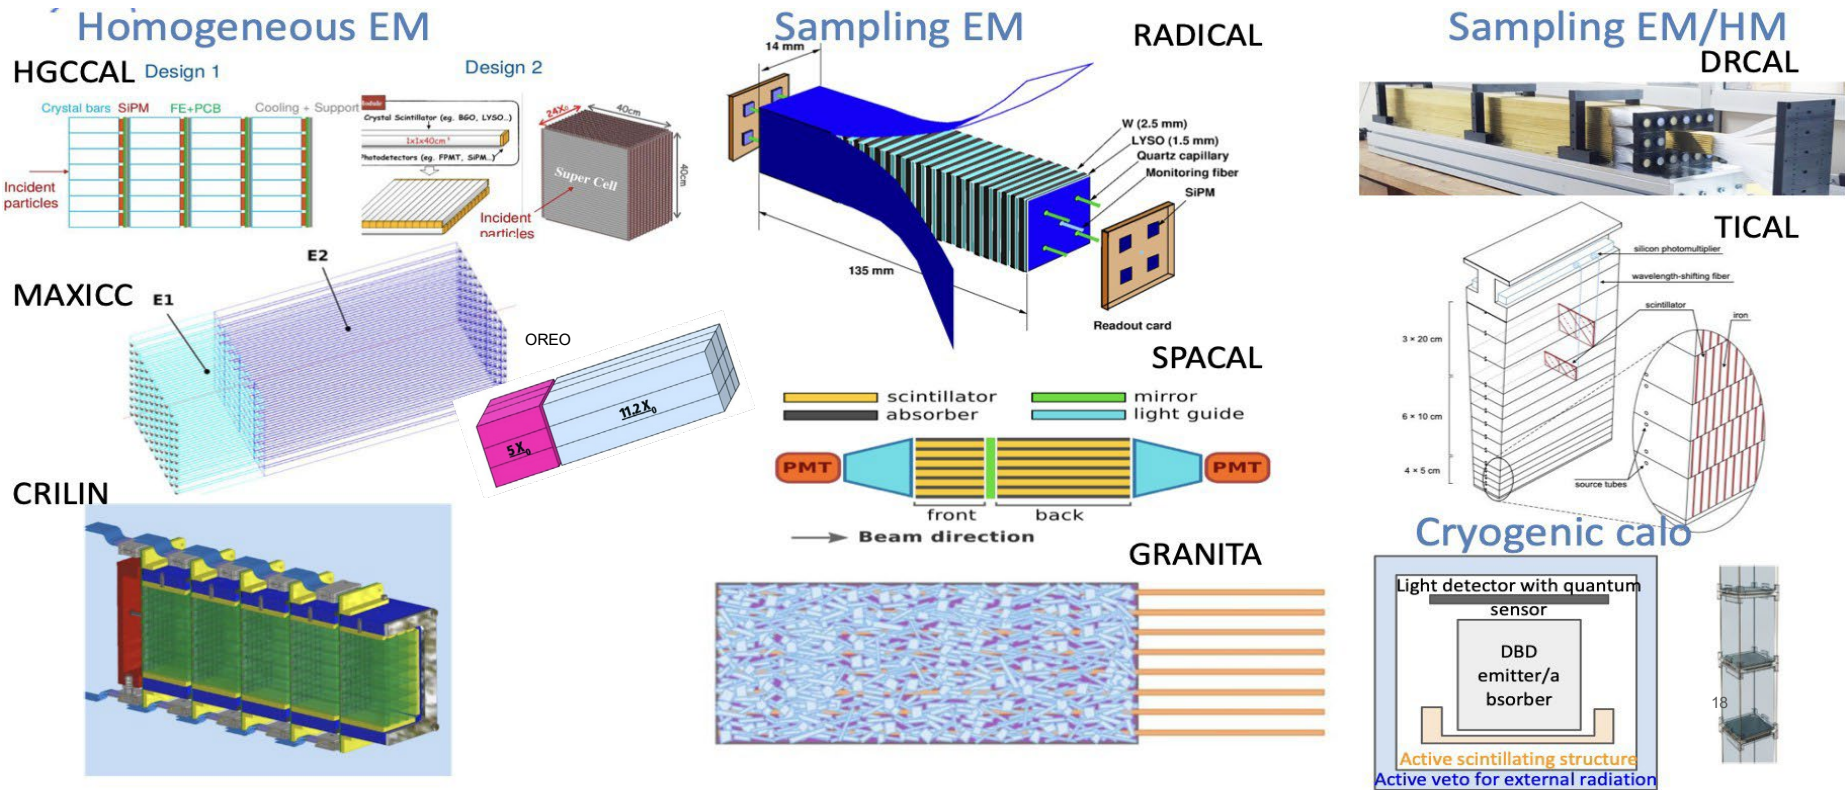 Homogeneous EM
HGCCAL
Design 1
Design 2
Crystal bars
SiPM
FE+PCB
Cooling + Support
Incident
particles
Crystal Scintillator (eg. BGO, LYSO...)
1x1x40cm³
Photodetectors (eg. FPMT, SiPM...)
24X₀
40cm
40cm
Super Cell
Incident
particles
MAXICC
E1
E2
OREO
5X₀
11.2X₀
CRILIN
Sampling EM
RADICAL
14 mm
W (2.5 mm)
LYSO (1.5 mm)
Quartz capillary
Monitoring fiber
SiPM
135 mm
Readout card
SPACAL
scintillator
mirror
absorber
light guide
PMT
PMT
front
back
Beam direction
GRANITA
Sampling EM/HM
DRCAL
TICAL
silicon photomultiplier
wavelength-shifting fiber
scintillator
iron
3 × 20 cm
6 × 10 cm
4 × 5 cm
source tubes
Cryogenic calo
Light detector with quantum
sensor
DBD
emitter/a
bsorber
Active scintillating structure
Active veto for external radiation
18